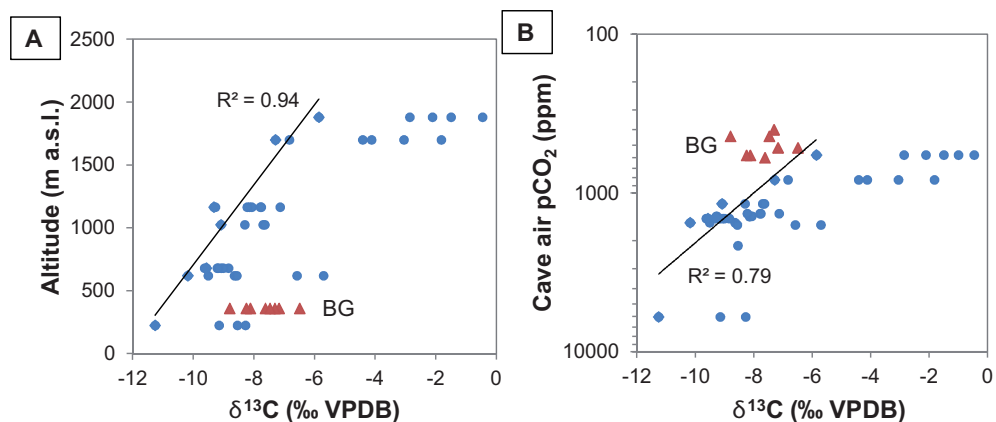 A
2500
2000
1500
1000
500
0
Altitude (m a.s.l.)
R² = 0.94
BG
-12 -10 -8 -6 -4 -2 0
δ¹³C (‰ VPDB)
B
100
1000
10000
Cave air pCO₂ (ppm)
BG
R² = 0.79
-12 -10 -8 -6 -4 -2 0
δ¹³C (‰ VPDB)